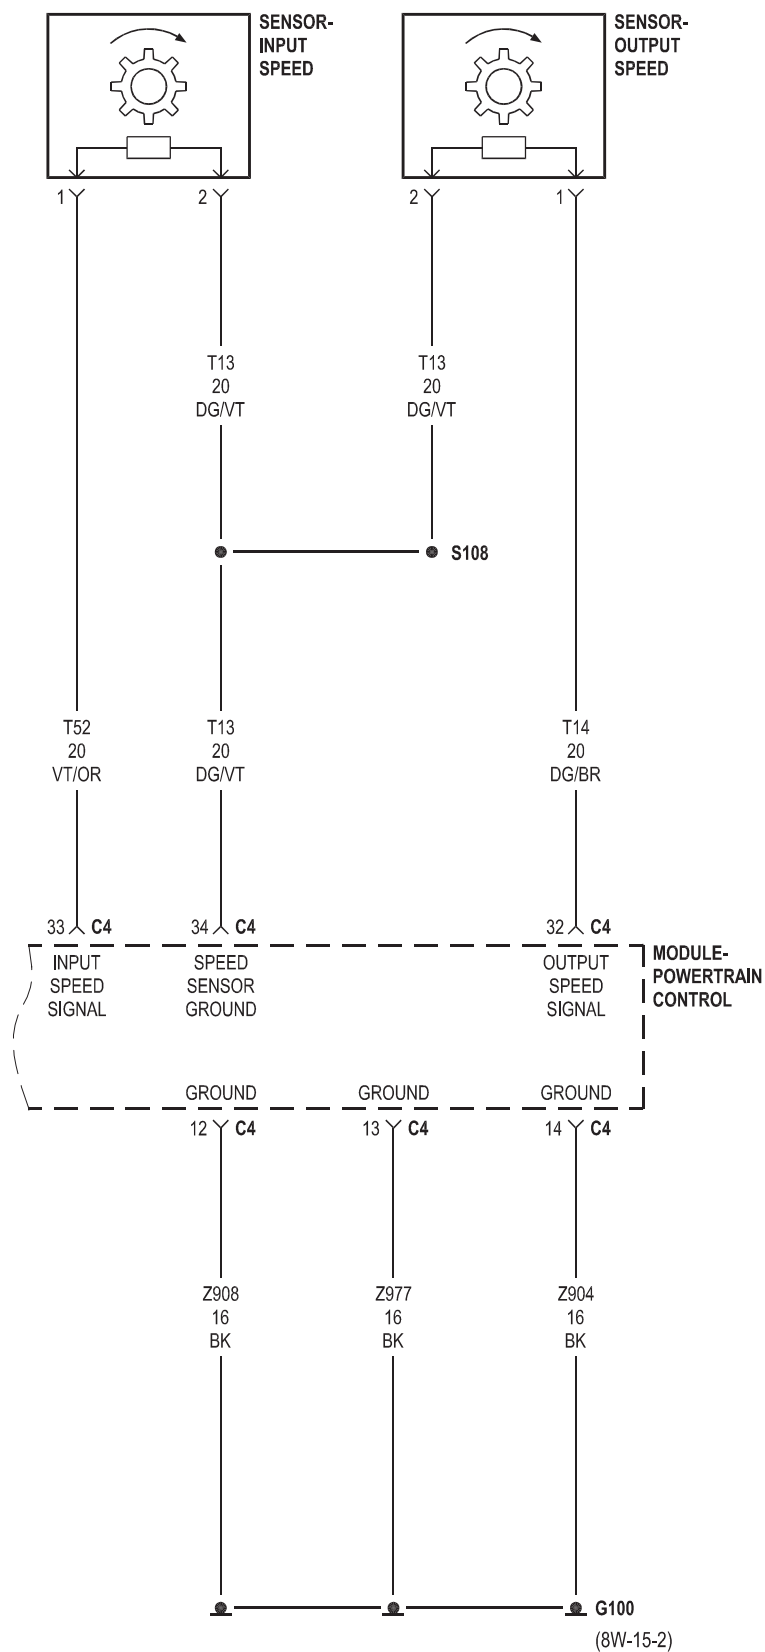 SENSOR-
INPUT
SPEED
SENSOR-
OUTPUT
SPEED
1
2
2
1
T13
20
DG/VT
T13
20
DG/VT
S108
T52
20
VT/OR
T13
20
DG/VT
T14
20
DG/BR
33 C4
34 C4
32 C4
INPUT
SPEED
SIGNAL
SPEED
SENSOR
GROUND
OUTPUT
SPEED
SIGNAL
MODULE-
POWERTRAIN
CONTROL
GROUND
GROUND
GROUND
12 C4
13 C4
14 C4
Z908
16
BK
Z977
16
BK
Z904
16
BK
G100
(8W-15-2)